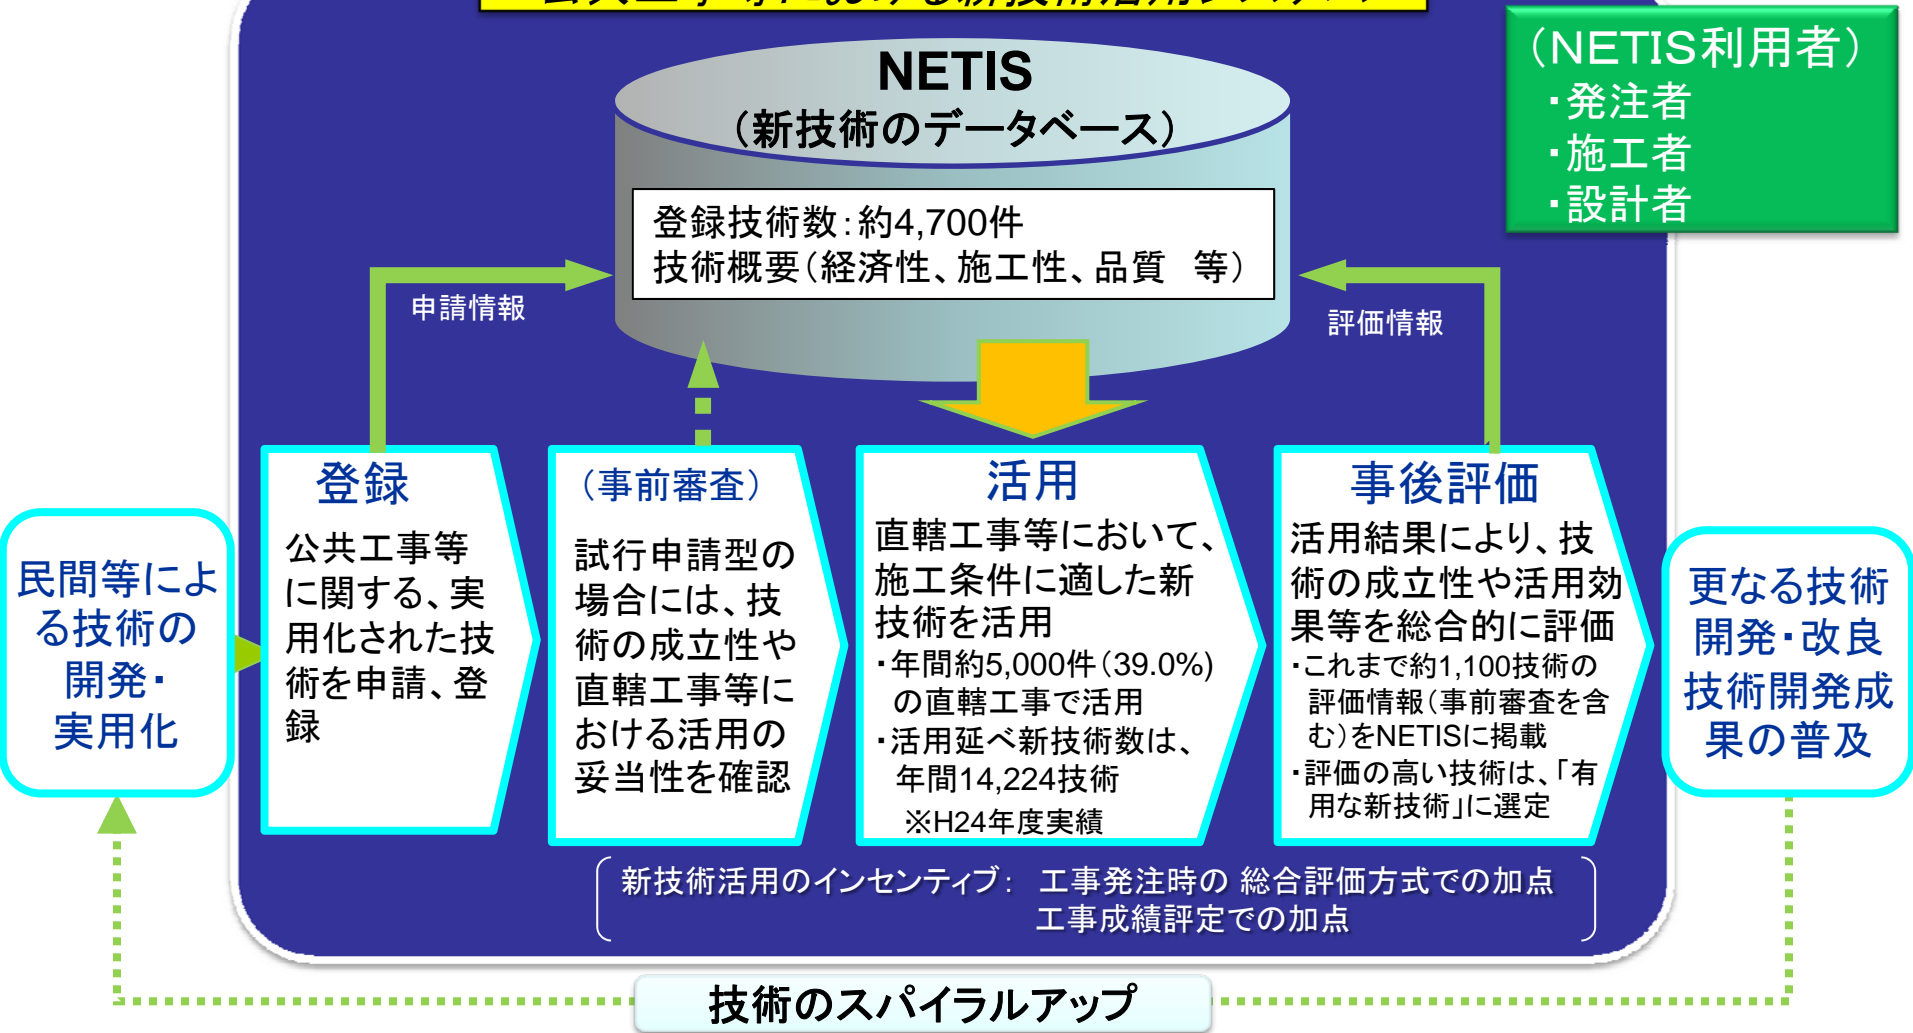 NETIS
（新技術のデータベース）
登録技術数：約4,700件
技術概要（経済性、施工性、品質　等）
（NETIS利用者）
・発注者
・施工者
・設計者
申請情報
評価情報
民間等によ
る技術の
開発・
実用化
登録
公共工事等
に関する、実
用化された技
術を申請、登
録
（事前審査）
試行申請型の
場合には、技
術の成立性や
直轄工事等に
おける活用の
妥当性を確認
活用
直轄工事等において、
施工条件に適した新
技術を活用
・年間約5,000件（39.0%）
の直轄工事で活用
・活用延べ新技術数は、
年間14,224技術
※H24年度実績
事後評価
活用結果により、技
術の成立性や活用効
果等を総合的に評価
・これまで約1,100技術の
評価情報（事前審査を含
む）をNETISに掲載
・評価の高い技術は、「有
用な新技術」に選定
更なる技術
開発・改良
技術開発成
果の普及
新技術活用のインセンティブ：　工事発注時の 総合評価方式での加点
工事成績評定での加点
技術のスパイラルアップ